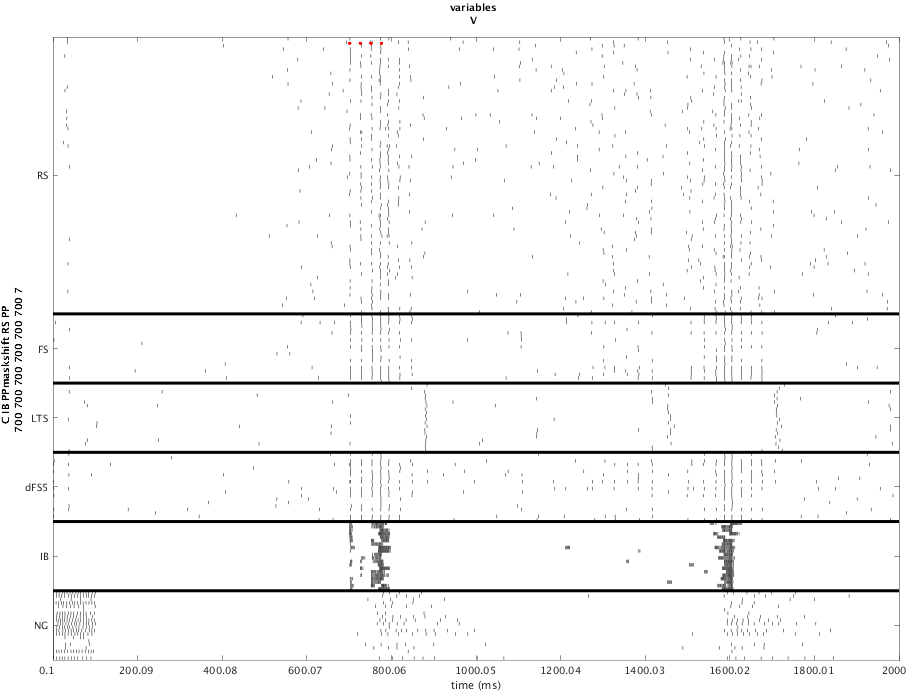 variables
V
RS
FS
LTS
dFS5
IB
NG
C IB PPmaskshift RS PP
700 700 700 700 700 700 700 7
0.1 200.09 400.08 600.07 800.06 1000.05 1200.04 1400.03 1600.02 1800.01 2000
time (ms)